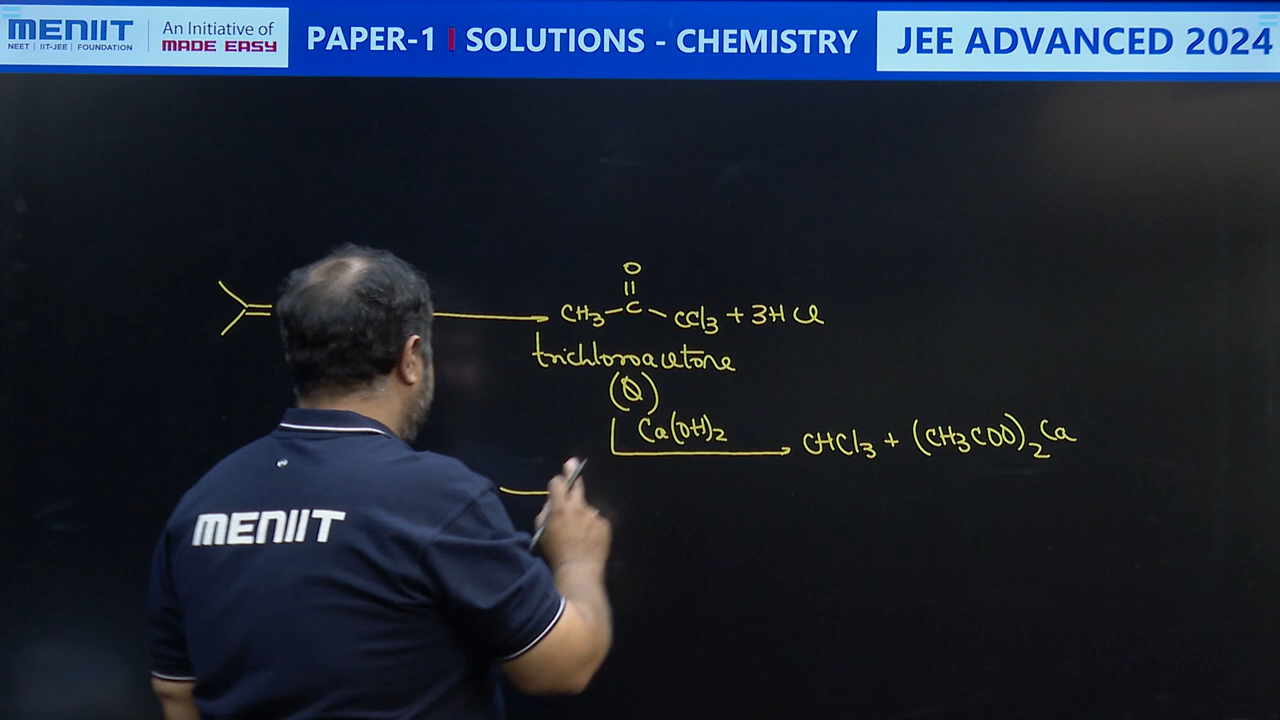 MENIIT
NEET | IIT-JEE | FOUNDATION
An Initiative of
MADE EASY
PAPER-1 | SOLUTIONS - CHEMISTRY
JEE ADVANCED 2024
O
||
CH3-C-CCl3 + 3HCl
trichloroacetone
(Q)
Ca(OH)2
CHCl3 + (CH3COO)2Ca
MENIIT